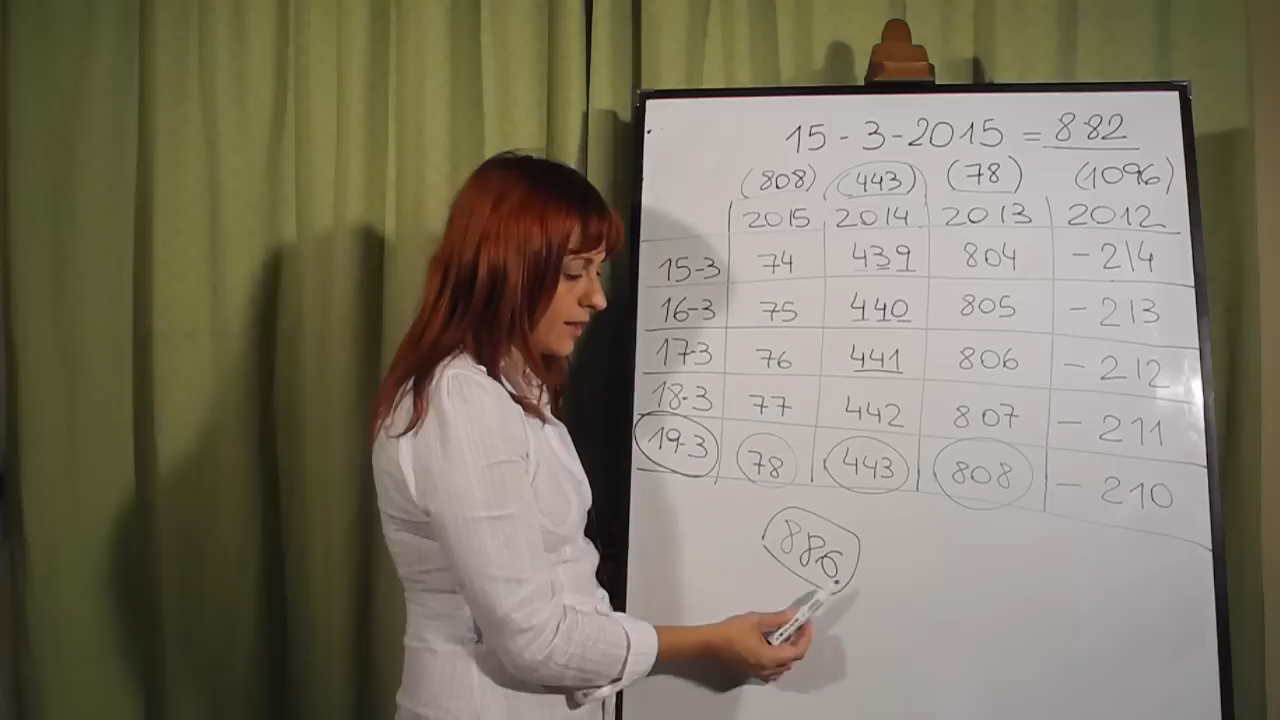 15-3-2015 = 882
(808) (443) (78) (1096)
2015 2014 2013 2012
15-3 74 439 804 -214
16-3 75 440 805 -213
17-3 76 441 806 -212
18-3 77 442 807 -211
19-3 78 443 808 -210
886